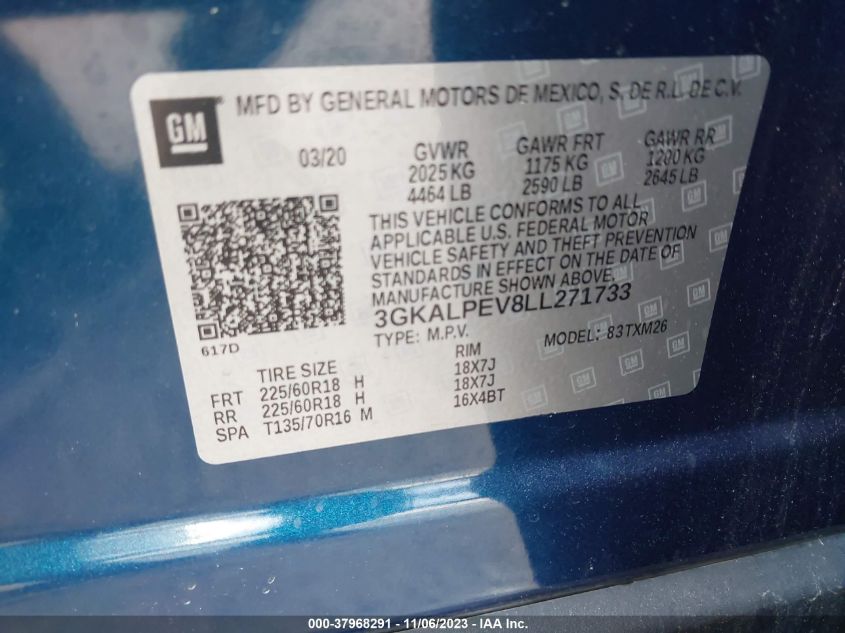 GM ® MFD BY GENERAL MOTORS DE MEXICO, S. DE R.L. DE C.V.
03/20
GVWR GAWR FRT GAWR RR
2025 KG 1175 KG 1200 KG
4464 LB 2590 LB 2645 LB
THIS VEHICLE CONFORMS TO ALL
APPLICABLE U.S. FEDERAL MOTOR
VEHICLE SAFETY AND THEFT PREVENTION
STANDARDS IN EFFECT ON THE DATE OF
MANUFACTURE SHOWN ABOVE.
3GKALPEV8LL271733
617D
TYPE: M.P.V. MODEL: 83TXM26
TIRE SIZE RIM
FRT 225/60R18 H 18X7J
RR 225/60R18 H 18X7J
SPA T135/70R16 M 16X4BT
000-37968291 - 11/06/2023 - IAAI Inc.